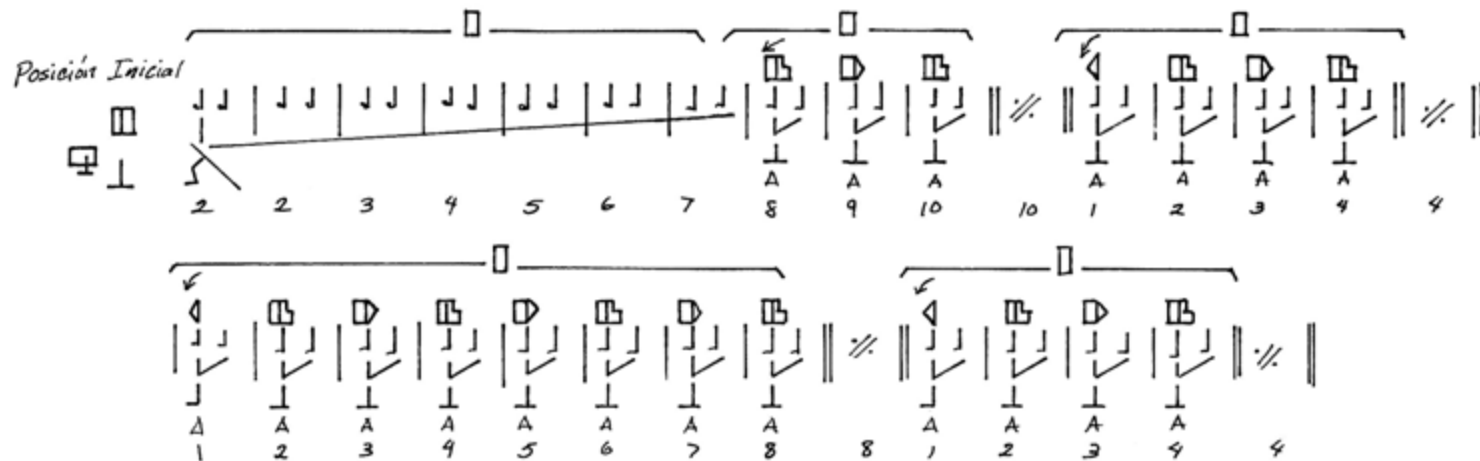 Posición Inicial
A A A A A A A
2 2 3 4 5 6 7 8 9 10 10 1 2 3 4 4
A A A A A A A A A A A A
1 2 3 4 5 6 7 8 8 1 2 3 4 4